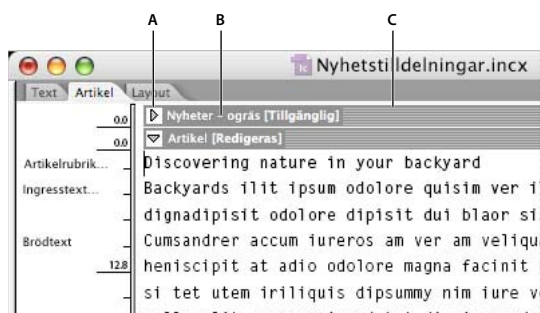 A B C
Nyhetstilldelningar.incx
Text Artikel Layout
0.0 Nyheter – ogräs [Tillgänglig]
0.0 Artikel [Redigeras]
Artikelrubrik... Discovering nature in your backyard
Ingresstext... Backyards ilit ipsum odolore quisim ver
dignadipisit odolore dipisit dui blaor
Brödtext Cumsandrer accum iureros am ver am
12.8 heniscipit at adio odolore magna facinit
si tet utem iriliquis dipsummy nim iure